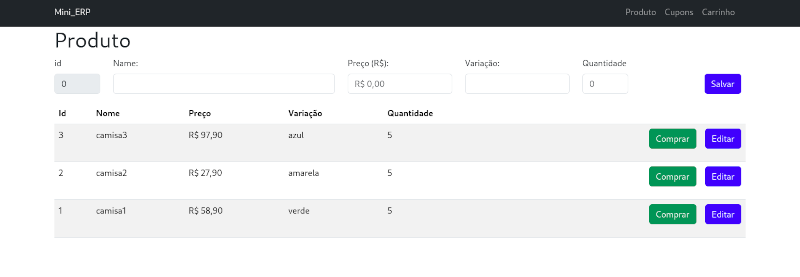 Mini_ERP Produto Cupons Carrinho
Produto
id Name: Preço (R$): Variação: Quantidade
0 R$ 0,00 0 Salvar
Id Nome Preço Variação Quantidade
3 camisa3 R$ 97,90 azul 5 Comprar Editar
2 camisa2 R$ 27,90 amarela 5 Comprar Editar
1 camisa1 R$ 58,90 verde 5 Comprar Editar